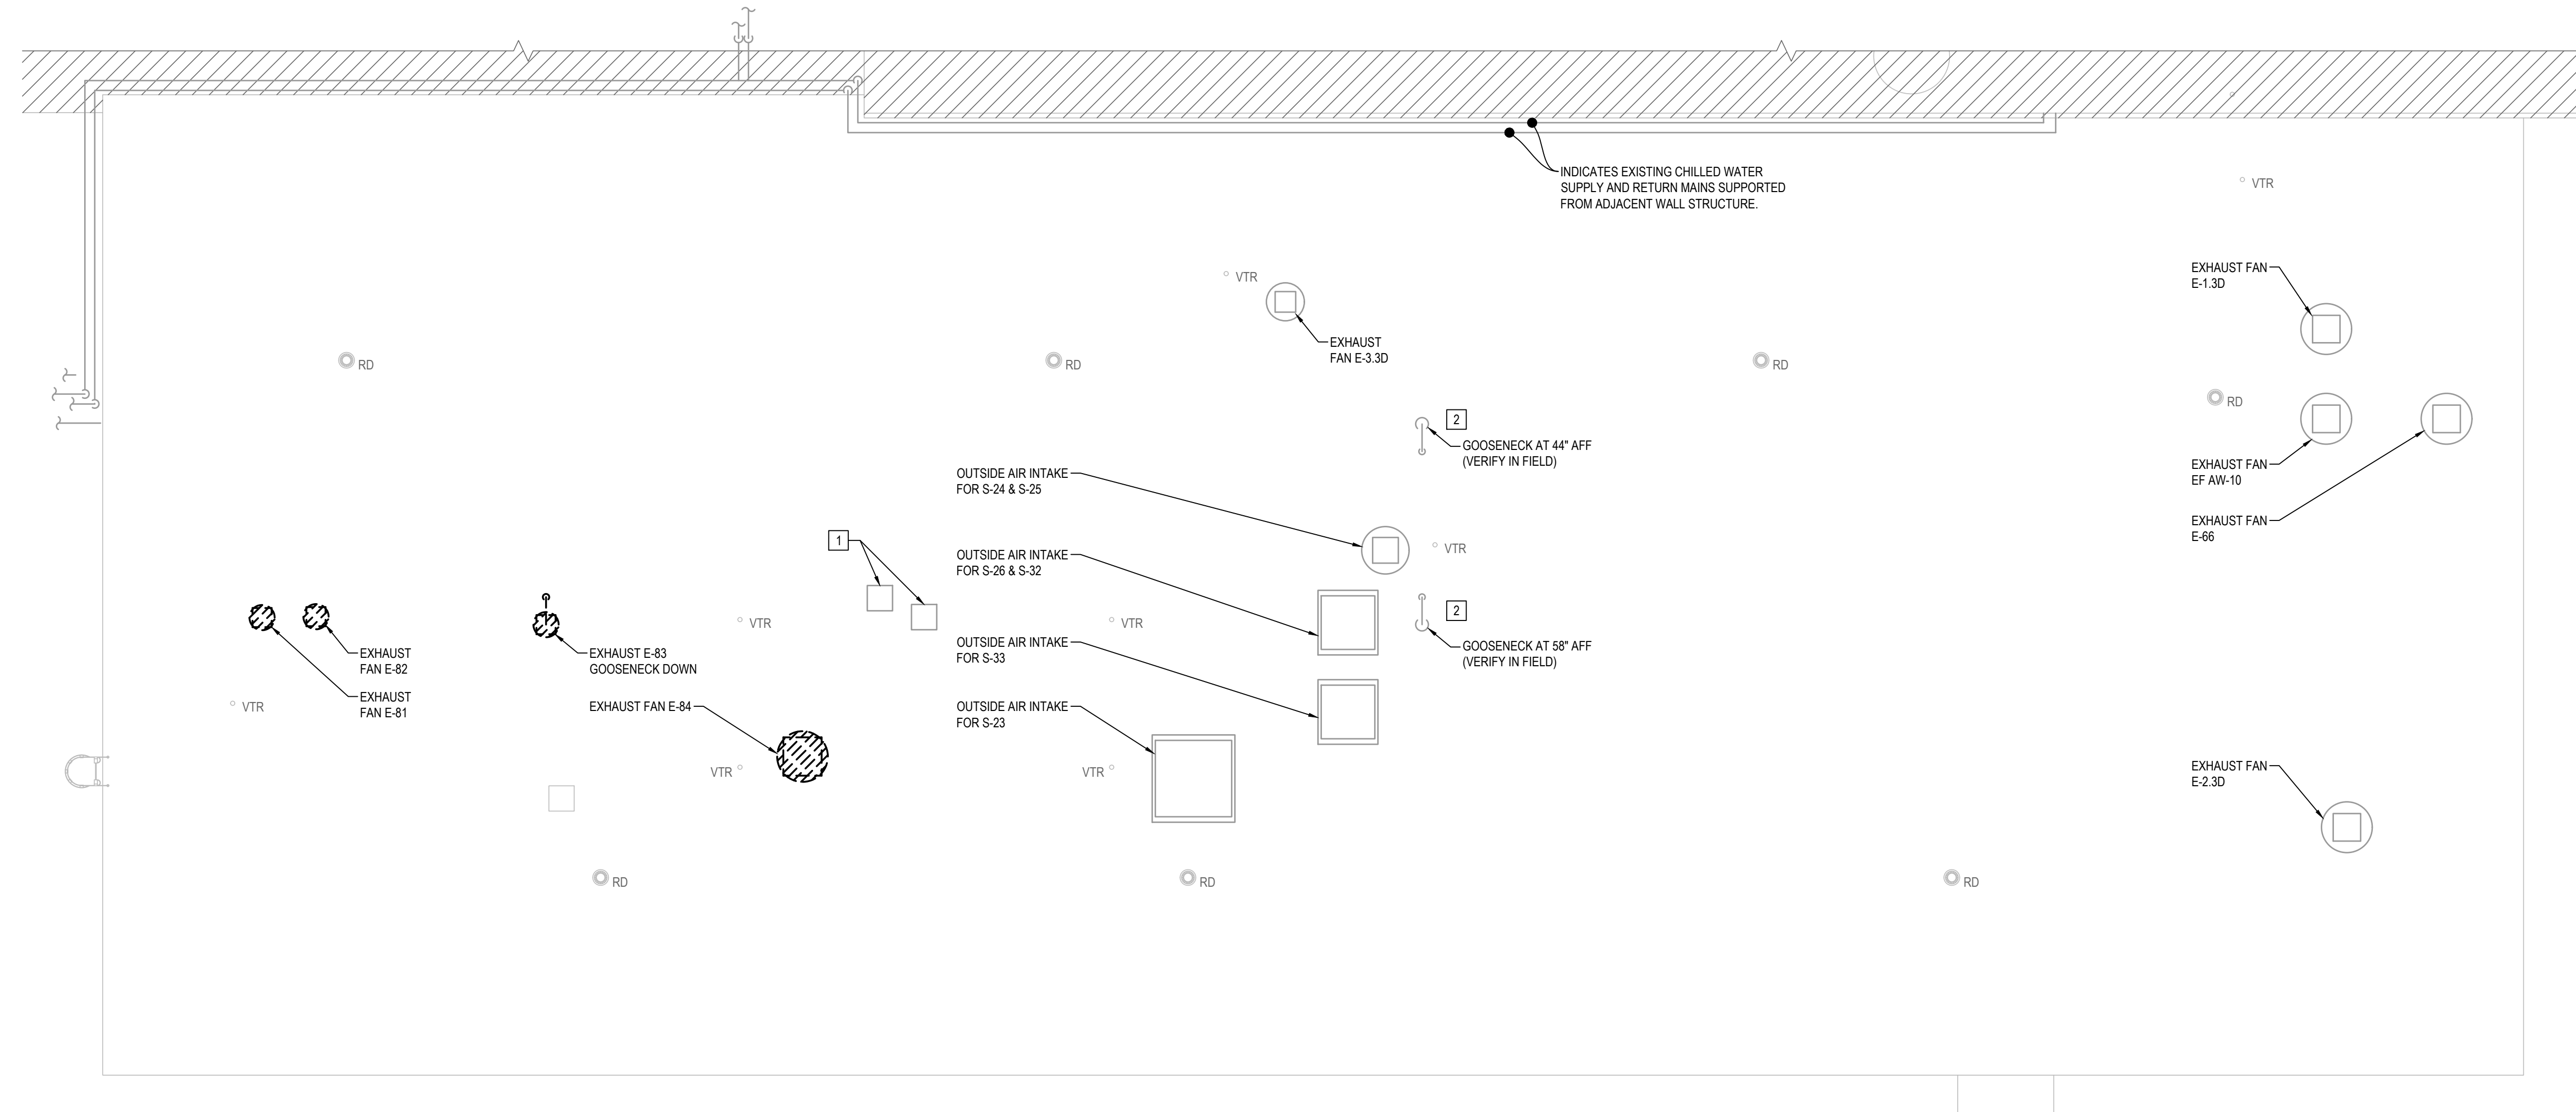 INDICATES EXISTING CHILLED WATER
SUPPLY AND RETURN MAINS SUPPORTED
FROM ADJACENT WALL STRUCTURE.
VTR
EXHAUST FAN
E-1.3D
VTR
EXHAUST
FAN E-3.3D
RD
RD
RD
RD
2
GOOSENECK AT 44" AFF
(VERIFY IN FIELD)
EXHAUST FAN
EF AW-10
EXHAUST FAN
E-66
OUTSIDE AIR INTAKE
FOR S-24 & S-25
1
OUTSIDE AIR INTAKE
FOR S-26 & S-32
VTR
2
GOOSENECK AT 58" AFF
(VERIFY IN FIELD)
VTR
VTR
EXHAUST
FAN E-82
EXHAUST E-83
GOOSENECK DOWN
OUTSIDE AIR INTAKE
FOR S-33
EXHAUST
FAN E-81
VTR
EXHAUST FAN E-84
OUTSIDE AIR INTAKE
FOR S-23
VTR
VTR
EXHAUST FAN
E-2.3D
RD
RD
RD